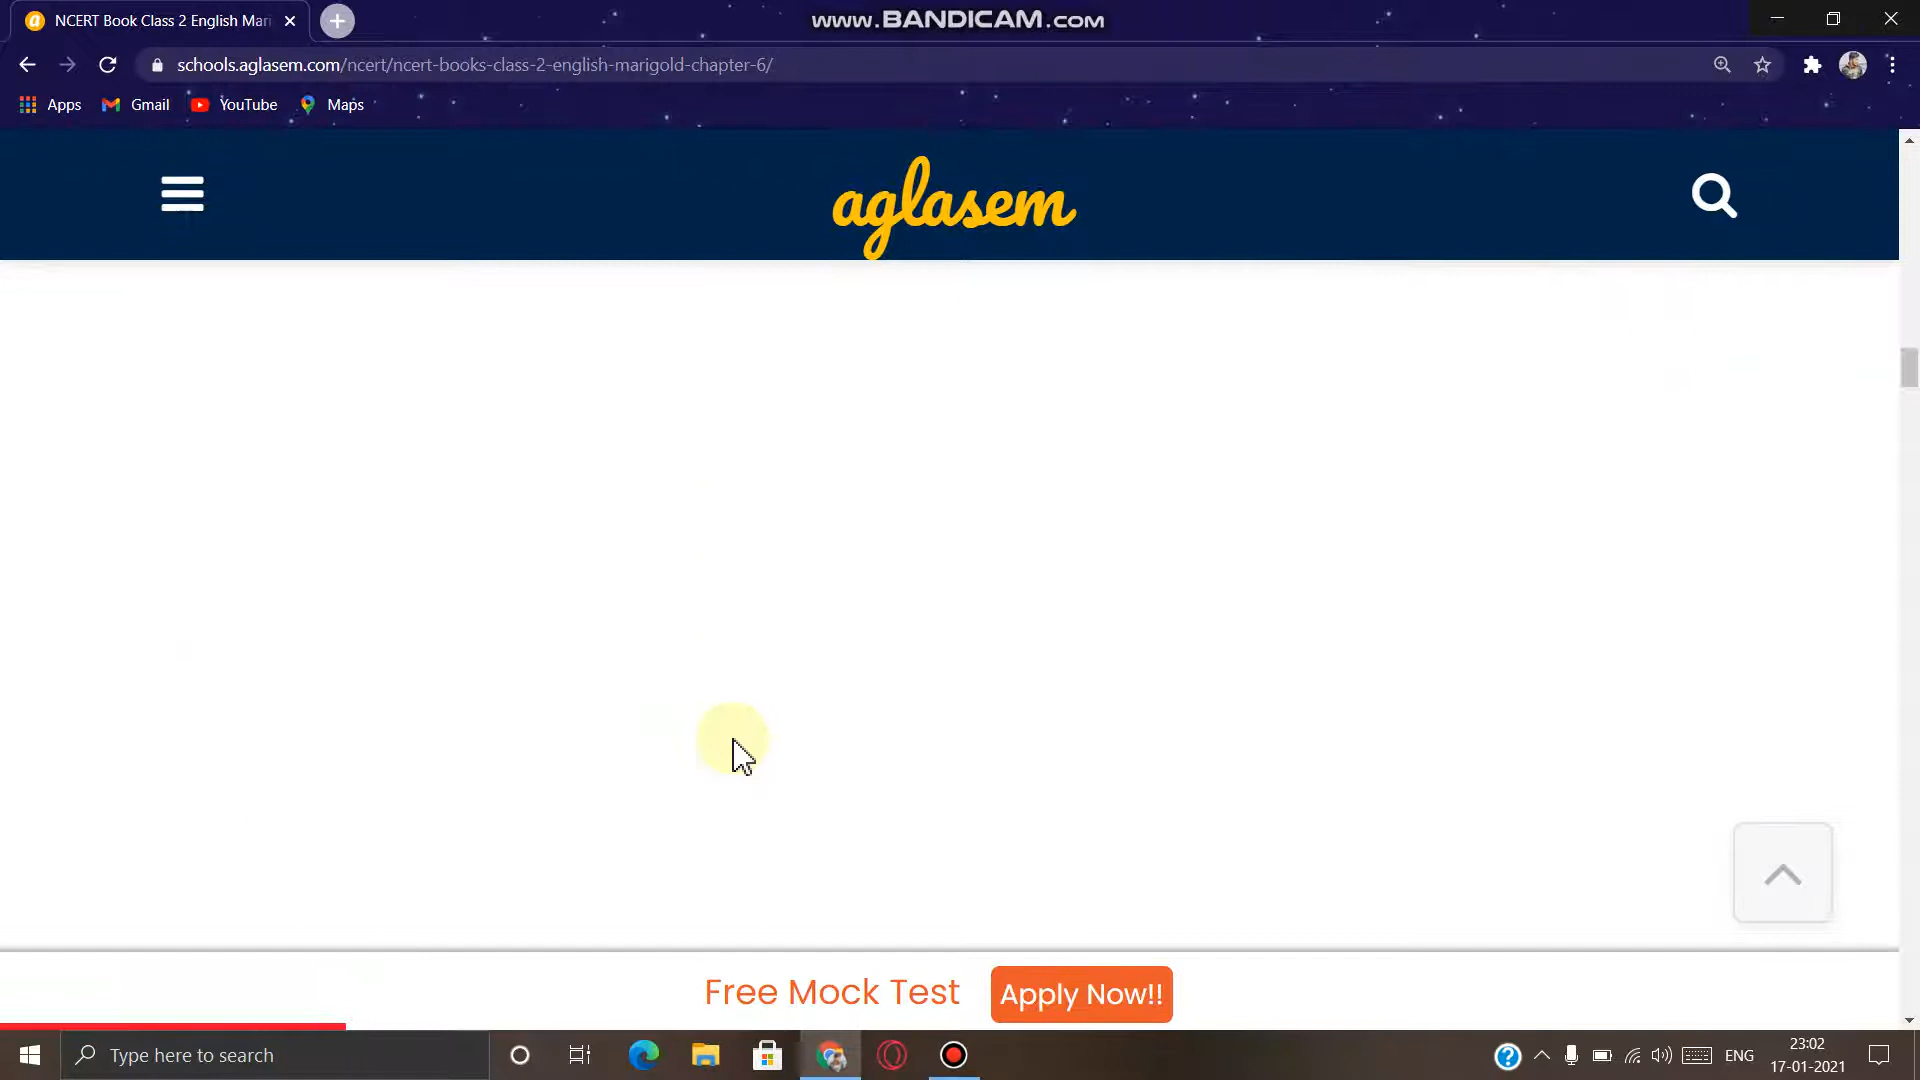 NCERT Book Class 2 English Mari
www.BANDICAM.com
schools.aglasem.com/ncert/ncert-books-class-2-english-marigold-chapter-6/
Apps Gmail YouTube Maps
aglasem
Free Mock Test Apply Now!!
Type here to search
ENG
23:02
17-01-2021